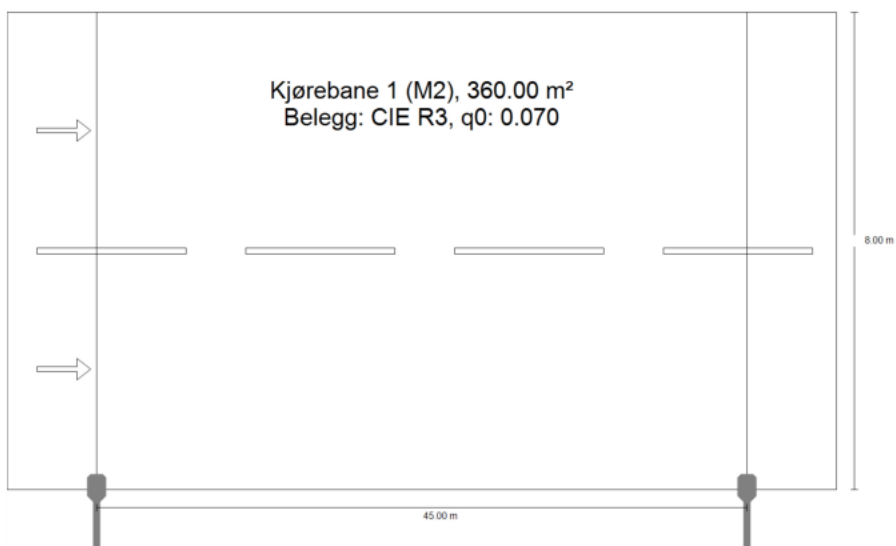 Kjørebane 1 (M2), 360.00 m²
Belegg: CIE R3, q0: 0.070
8.00 m
45.00 m